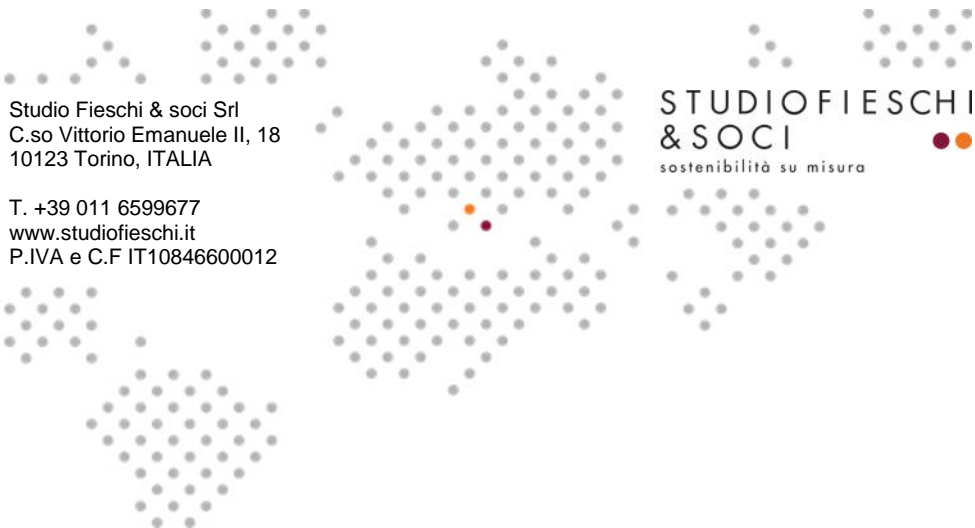 Studio Fieschi & soci Srl
C.so Vittorio Emanuele II, 18
10123 Torino, ITALIA
T. +39 011 6599677
www.studiofieschi.it
P.IVA e C.F IT10846600012
STUDIOFIESCHI
& SOCI
sostenibilità su misura